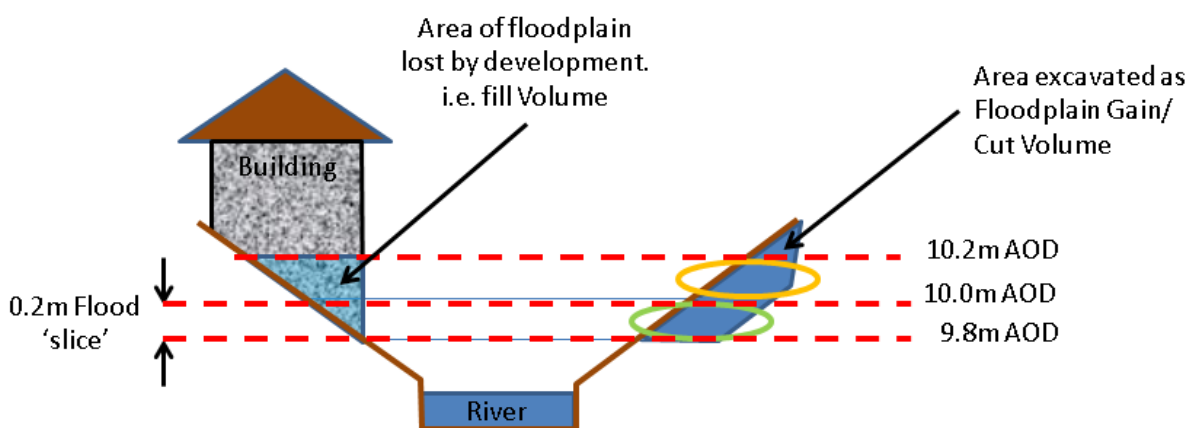 Area of floodplain
lost by development.
i.e. fill Volume
Area excavated as
Floodplain Gain/
Cut Volume
Building
10.2m AOD
0.2m Flood
‘slice’
10.0m AOD
9.8m AOD
River